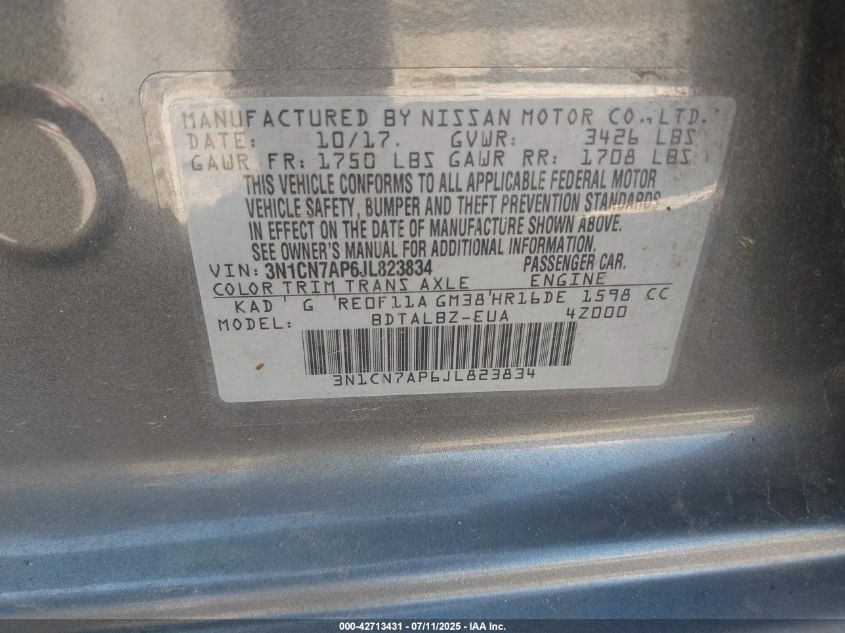 MANUFACTURED BY NISSAN MOTOR CO., LTD.
DATE: 10/17. GVWR: 3426 LBS
GAWR FR: 1750 LBS GAWR RR: 1708 LBS
THIS VEHICLE CONFORMS TO ALL APPLICABLE FEDERAL MOTOR
VEHICLE SAFETY, BUMPER AND THEFT PREVENTION STANDARDS
IN EFFECT ON THE DATE OF MANUFACTURE SHOWN ABOVE.
SEE OWNER'S MANUAL FOR ADDITIONAL INFORMATION.
VIN: 3N1CN7AP6JL823834 PASSENGER CAR.
COLOR TRIM TRANS AXLE ENGINE
KAD ' G 'RE0F11A GM38'HR16DE 1598 CC
MODEL: BDTALBZ-EUA 4Z000
3N1CN7AP6JL823834
000-42713431 - 07/11/2025 - IAA Inc.